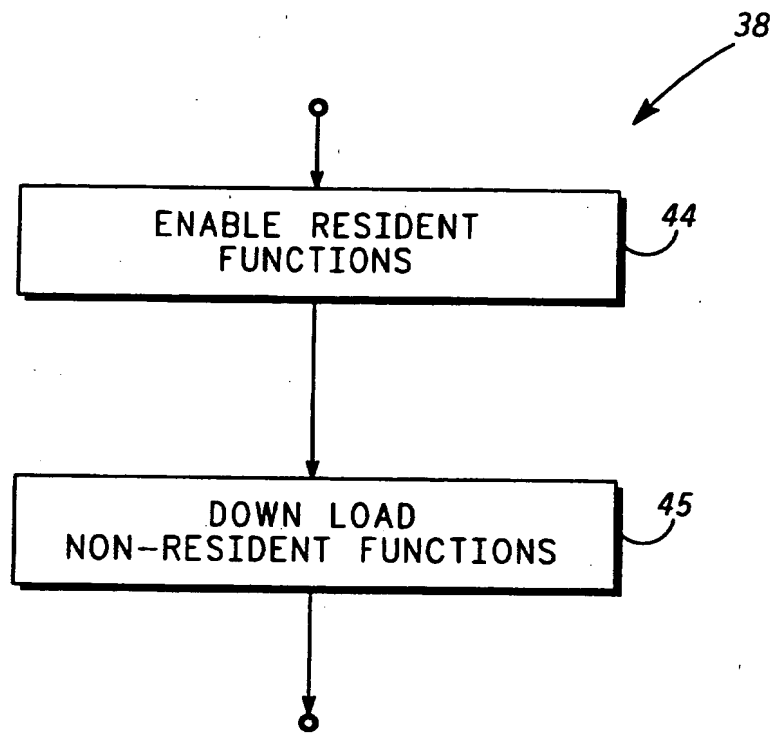 38
ENABLE RESIDENT
FUNCTIONS
44
DOWN LOAD
NON-RESIDENT FUNCTIONS
45